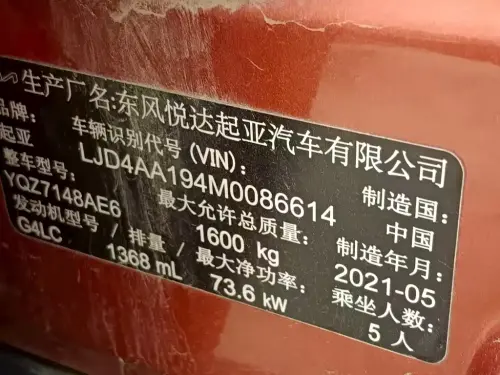 生产厂名:东风悦达起亚汽车有限公司
品牌:
起亚
车辆识别代号(VIN):
LJD4AA194M0086614
制造国:
中国
整车型号:
YQZ7148AE6
最大允许总质量:
1600 kg
制造年月:
2021-05
发动机型号/排量/最大净功率:
G4LC 1368 mL 73.6 kW
乘坐人数:
5人